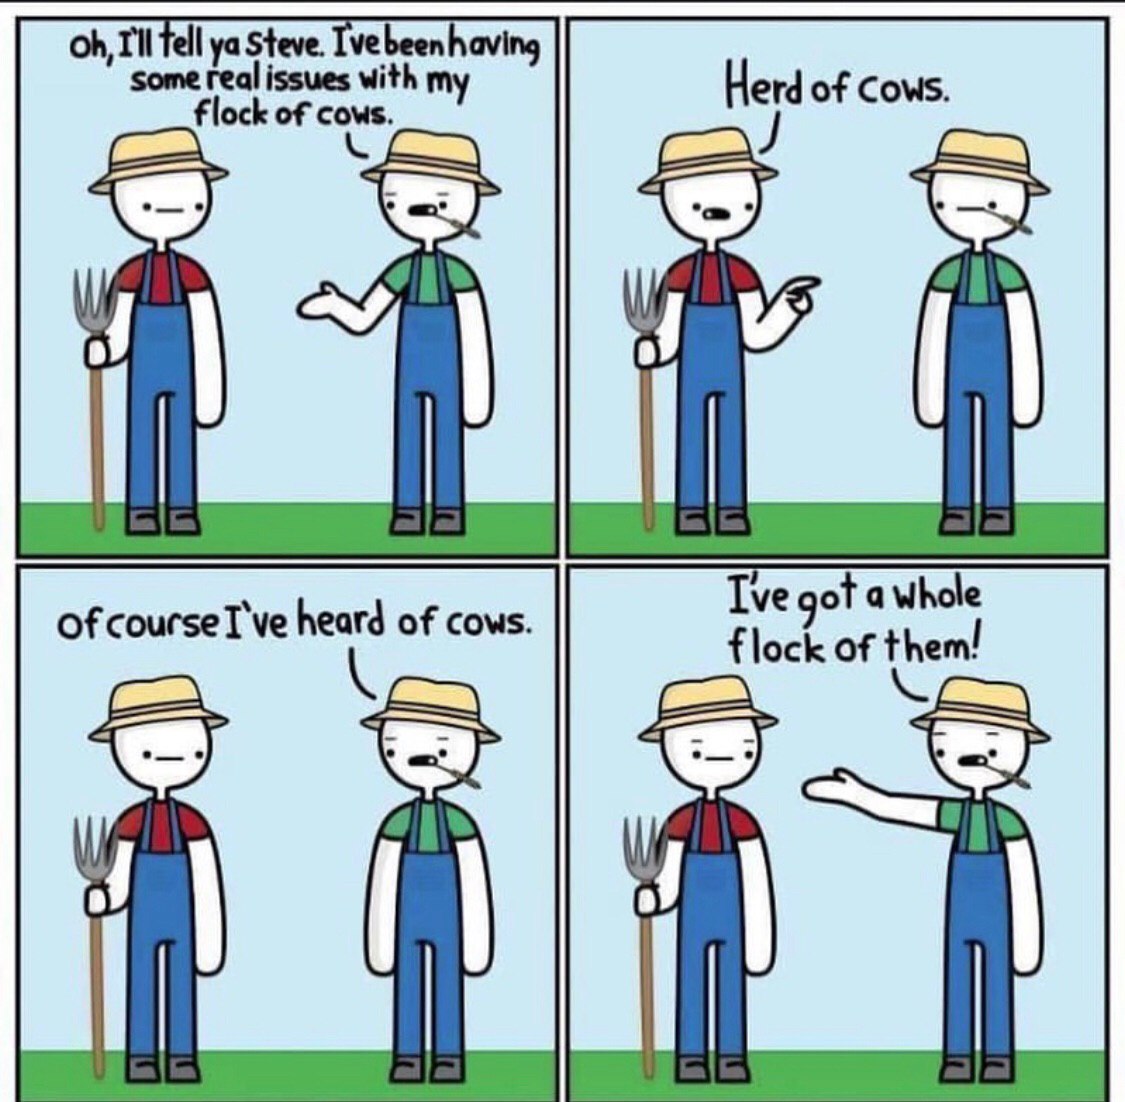 Oh, I'll tell ya Steve. I've been having
some real issues with my
flock of cows.
Herd of cows.
Of course I've heard of cows.
I've got a whole
flock of them!